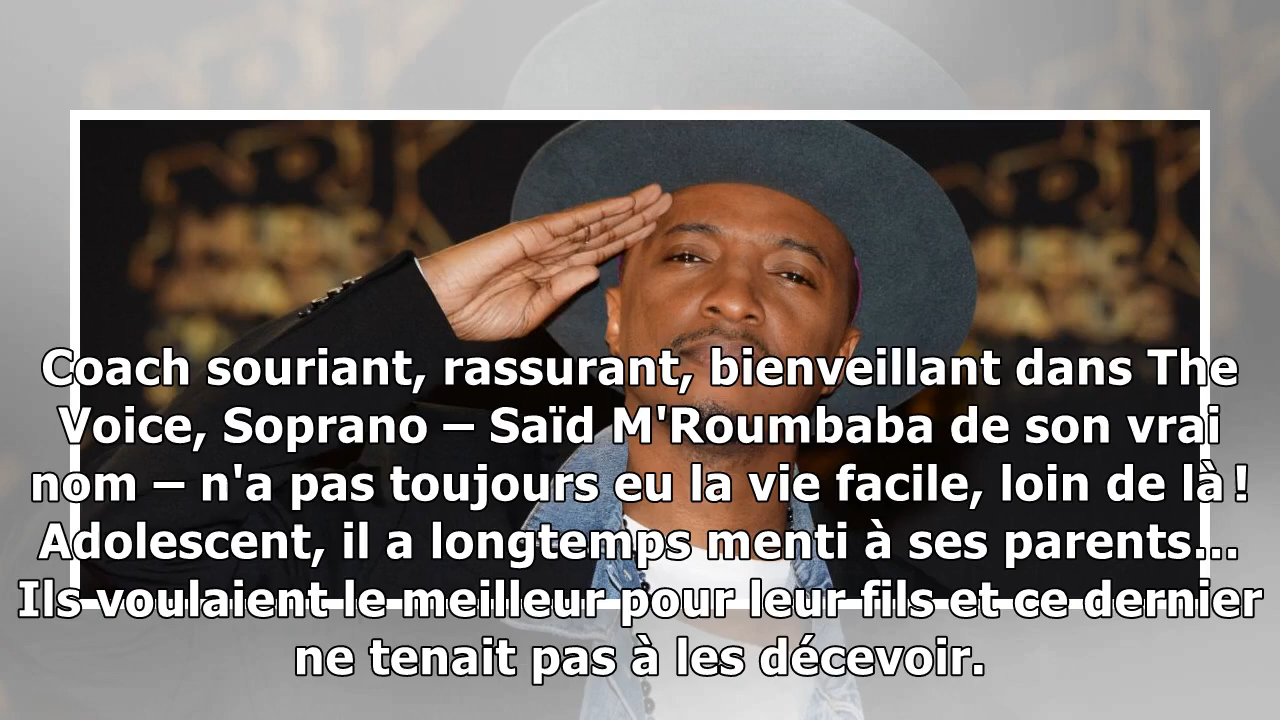 Coach souriant, rassurant, bienveillant dans The
Voice, Soprano – Saïd M'Roumbaba de son vrai
nom – n'a pas toujours eu la vie facile, loin de là !
Adolescent, il a longtemps menti à ses parents…
Ils voulaient le meilleur pour leur fils et ce dernier
ne tenait pas à les décevoir.